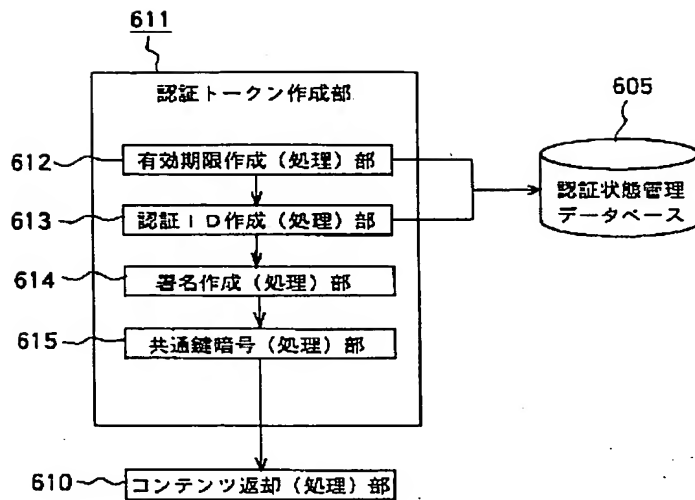 611
認証トークン作成部
605
612
有効期限作成(処理)部
認証状態管理
データベース
613
認証ID作成(処理)部
614
署名作成(処理)部
615
共通鍵暗号(処理)部
610
コンテンツ返却(処理)部